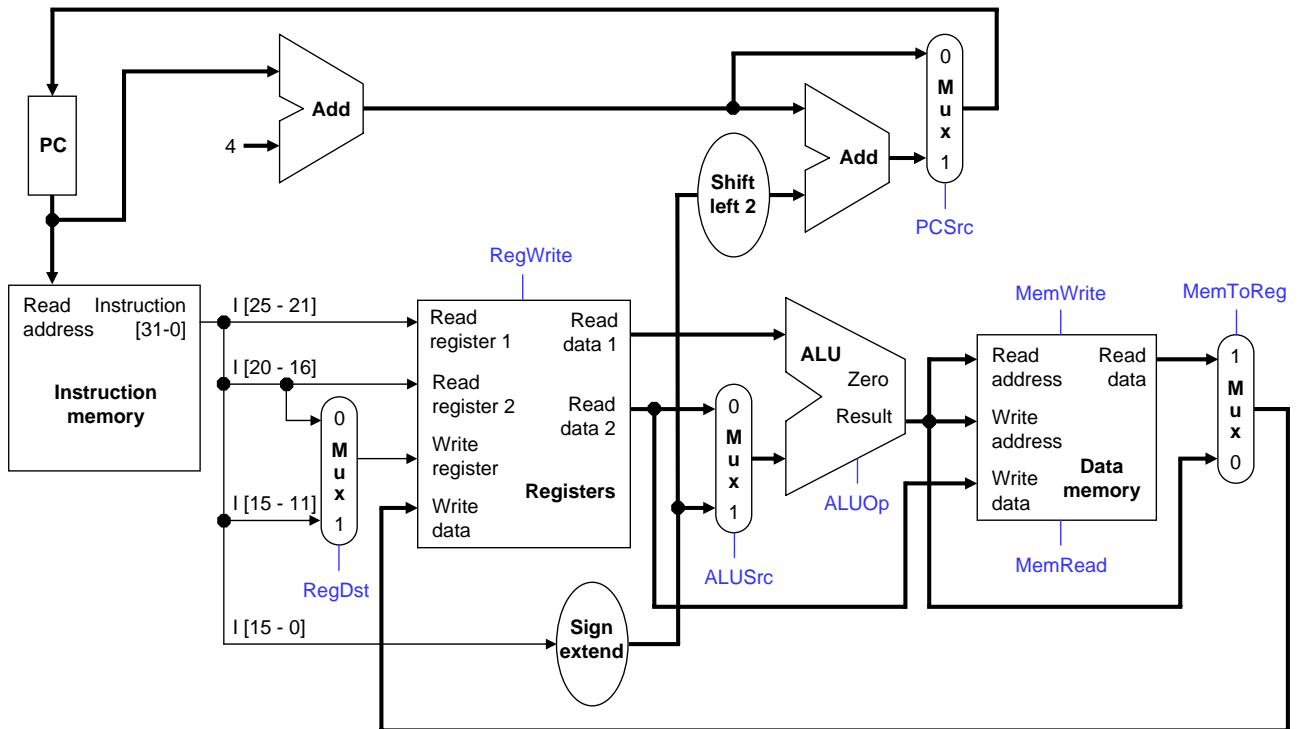 PC
4
Add
Shift
left 2
Add
0
M
u
x
1
PCSrc
Read
address
Instruction
[31-0]
Instruction
memory
I [25 - 21]
I [20 - 16]
I [15 - 11]
I [15 - 0]
0
M
u
x
1
RegDst
RegWrite
Read
register 1
Read
register 2
Write
register
Write
data
Read
data 1
Read
data 2
Registers
Sign
extend
0
M
u
x
1
ALUSrc
ALU
Zero
Result
ALUOp
MemWrite
Read
address
Write
address
Write
data
Read
data
Data
memory
MemRead
MemToReg
1
M
u
x
0